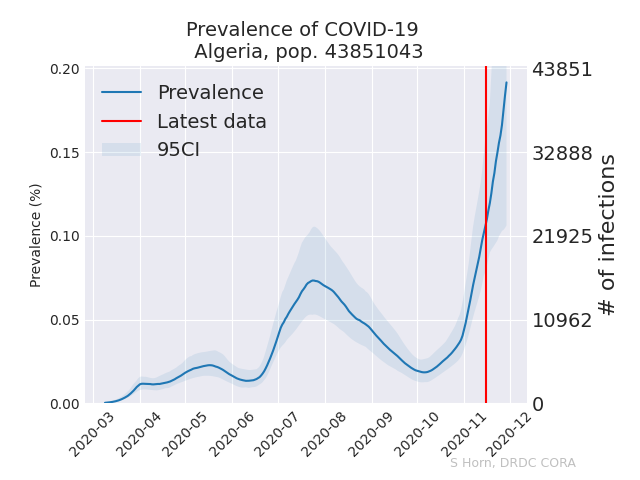 Prevalence of COVID-19
Algeria, pop. 43851043
Prevalence
Latest data
95CI
Prevalence (%)
0.20
0.15
0.10
0.05
0.00
43851
32888
21925
10962
0
# of infections
2020-03
2020-04
2020-05
2020-06
2020-07
2020-08
2020-09
2020-10
2020-11
2020-12
S Horn, DRDC CORA